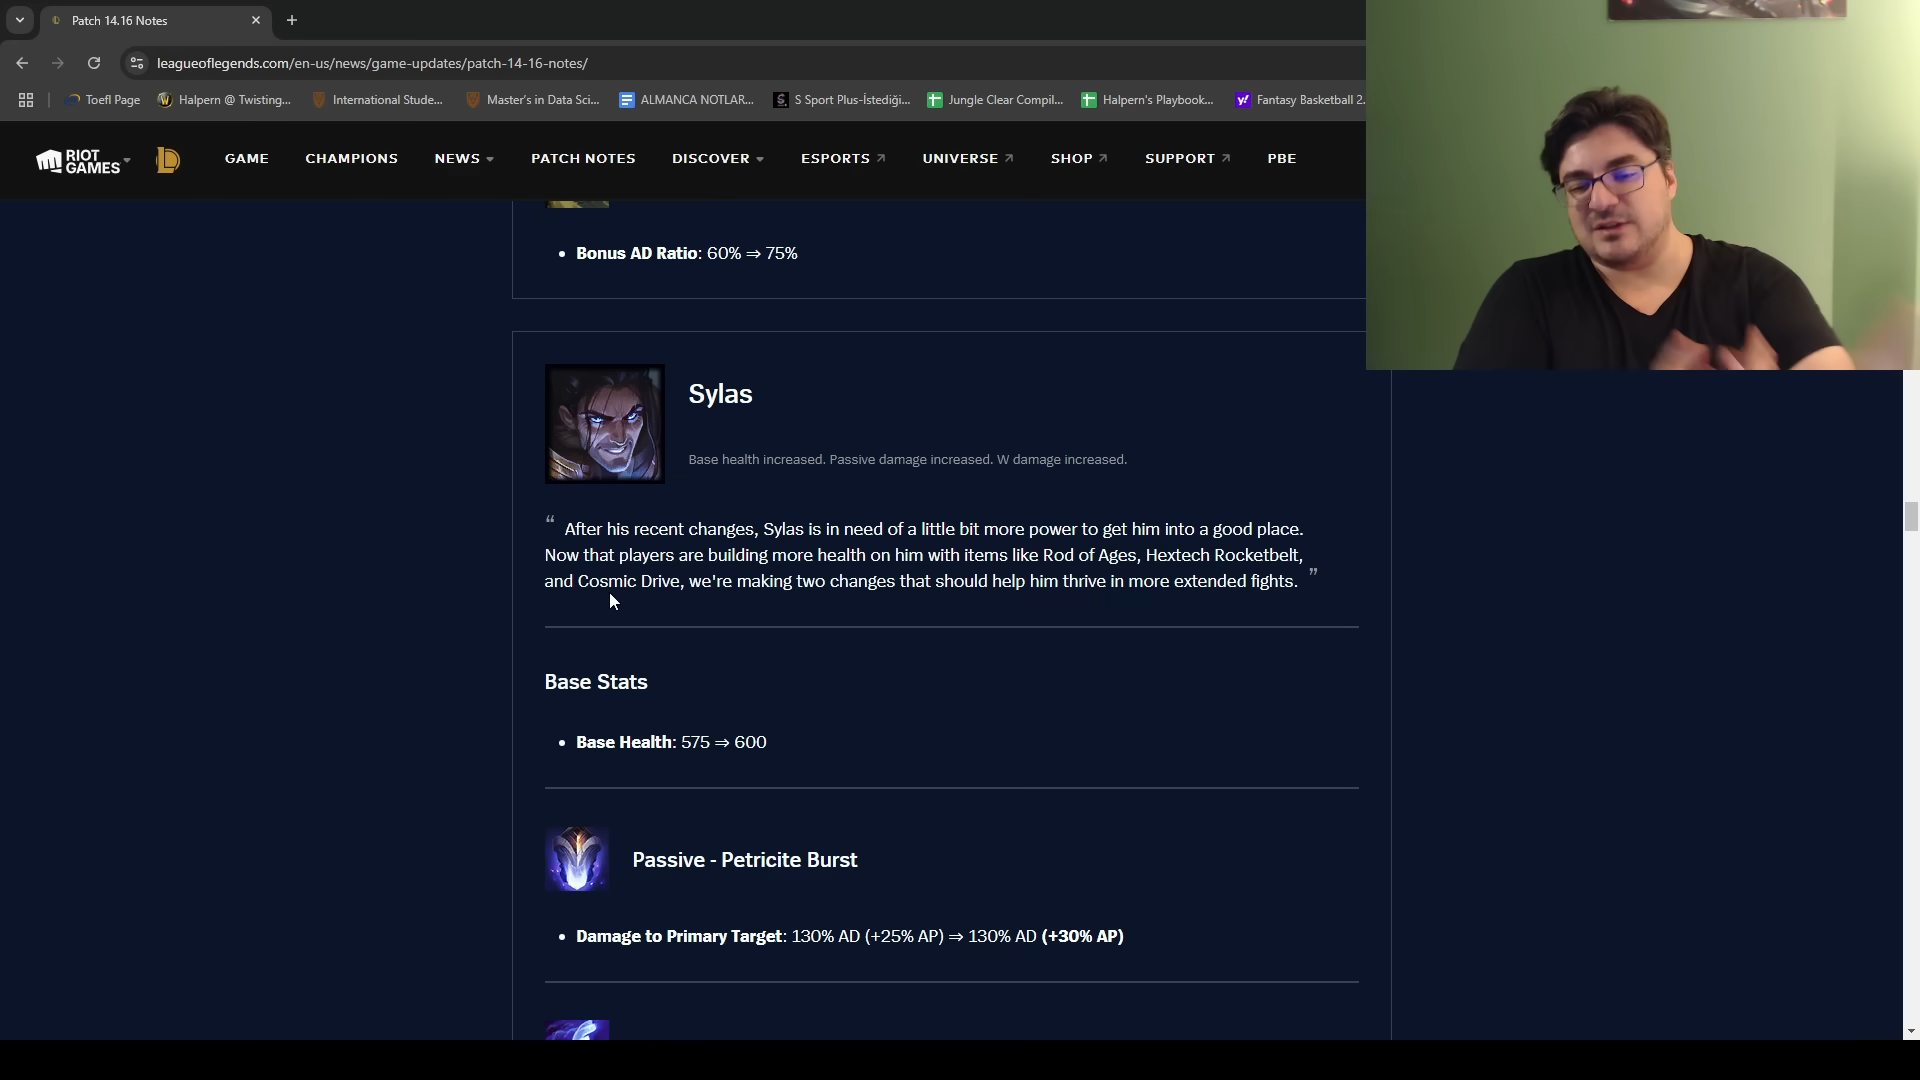 Patch 14.16 Notes
leagueoflegends.com/en-us/news/game-updates/patch-14-16-notes/
Toefl Page
Halpern @ Twisting...
International Stude...
Master's in Data Sci...
ALMANCA NOTLAR...
S Sport Plus-İstediği...
Jungle Clear Compil...
Halpern's Playbook...
Fantasy Basketball 2.
RIOT GAMES
GAME
CHAMPIONS
NEWS
PATCH NOTES
DISCOVER
ESPORTS
UNIVERSE
SHOP
SUPPORT
PBE
• Bonus AD Ratio: 60% ⇒ 75%
Sylas
Base health increased. Passive damage increased. W damage increased.
“ After his recent changes, Sylas is in need of a little bit more power to get him into a good place.
Now that players are building more health on him with items like Rod of Ages, Hextech Rocketbelt,
and Cosmic Drive, we're making two changes that should help him thrive in more extended fights. ”
Base Stats
• Base Health: 575 ⇒ 600
Passive - Petricite Burst
• Damage to Primary Target: 130% AD (+25% AP) ⇒ 130% AD (+30% AP)